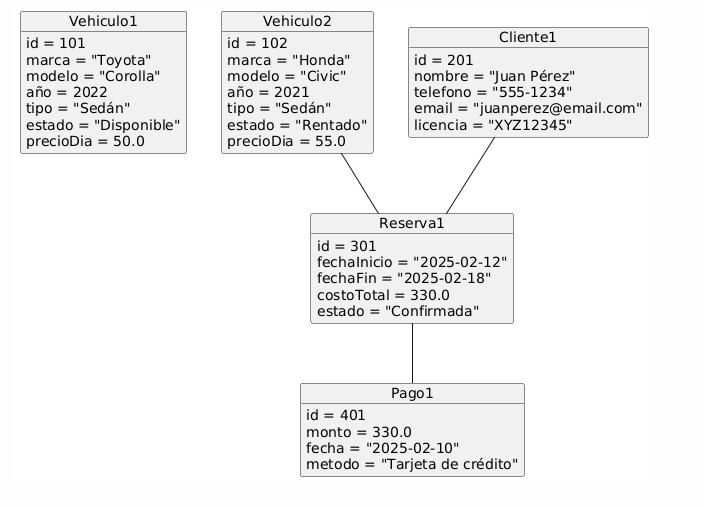 Vehiculo1
id = 101
marca = "Toyota"
modelo = "Corolla"
año = 2022
tipo = "Sedán"
estado = "Disponible"
precioDia = 50.0
Vehiculo2
id = 102
marca = "Honda"
modelo = "Civic"
año = 2021
tipo = "Sedán"
estado = "Rentado"
precioDia = 55.0
Cliente1
id = 201
nombre = "Juan Pérez"
telefono = "555-1234"
email = "juanperez@email.com"
licencia = "XYZ12345"
Reserva1
id = 301
fechaInicio = "2025-02-12"
fechaFin = "2025-02-18"
costoTotal = 330.0
estado = "Confirmada"
Pago1
id = 401
monto = 330.0
fecha = "2025-02-10"
metodo = "Tarjeta de crédito"